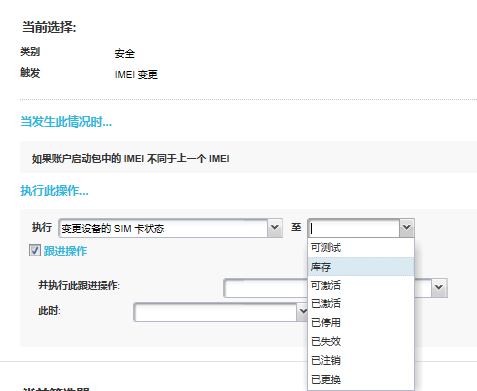 当前选择:
类别 安全
触发 IMEI 变更
当发生此情况时...
如果账户启动包中的 IMEI 不同于上一个 IMEI
执行此操作...
执行 变更设备的 SIM 卡状态 至
跟进操作
并执行此跟进操作:
此时:
可测试
库存
可激活
已激活
已停用
已失效
已注销
已更换